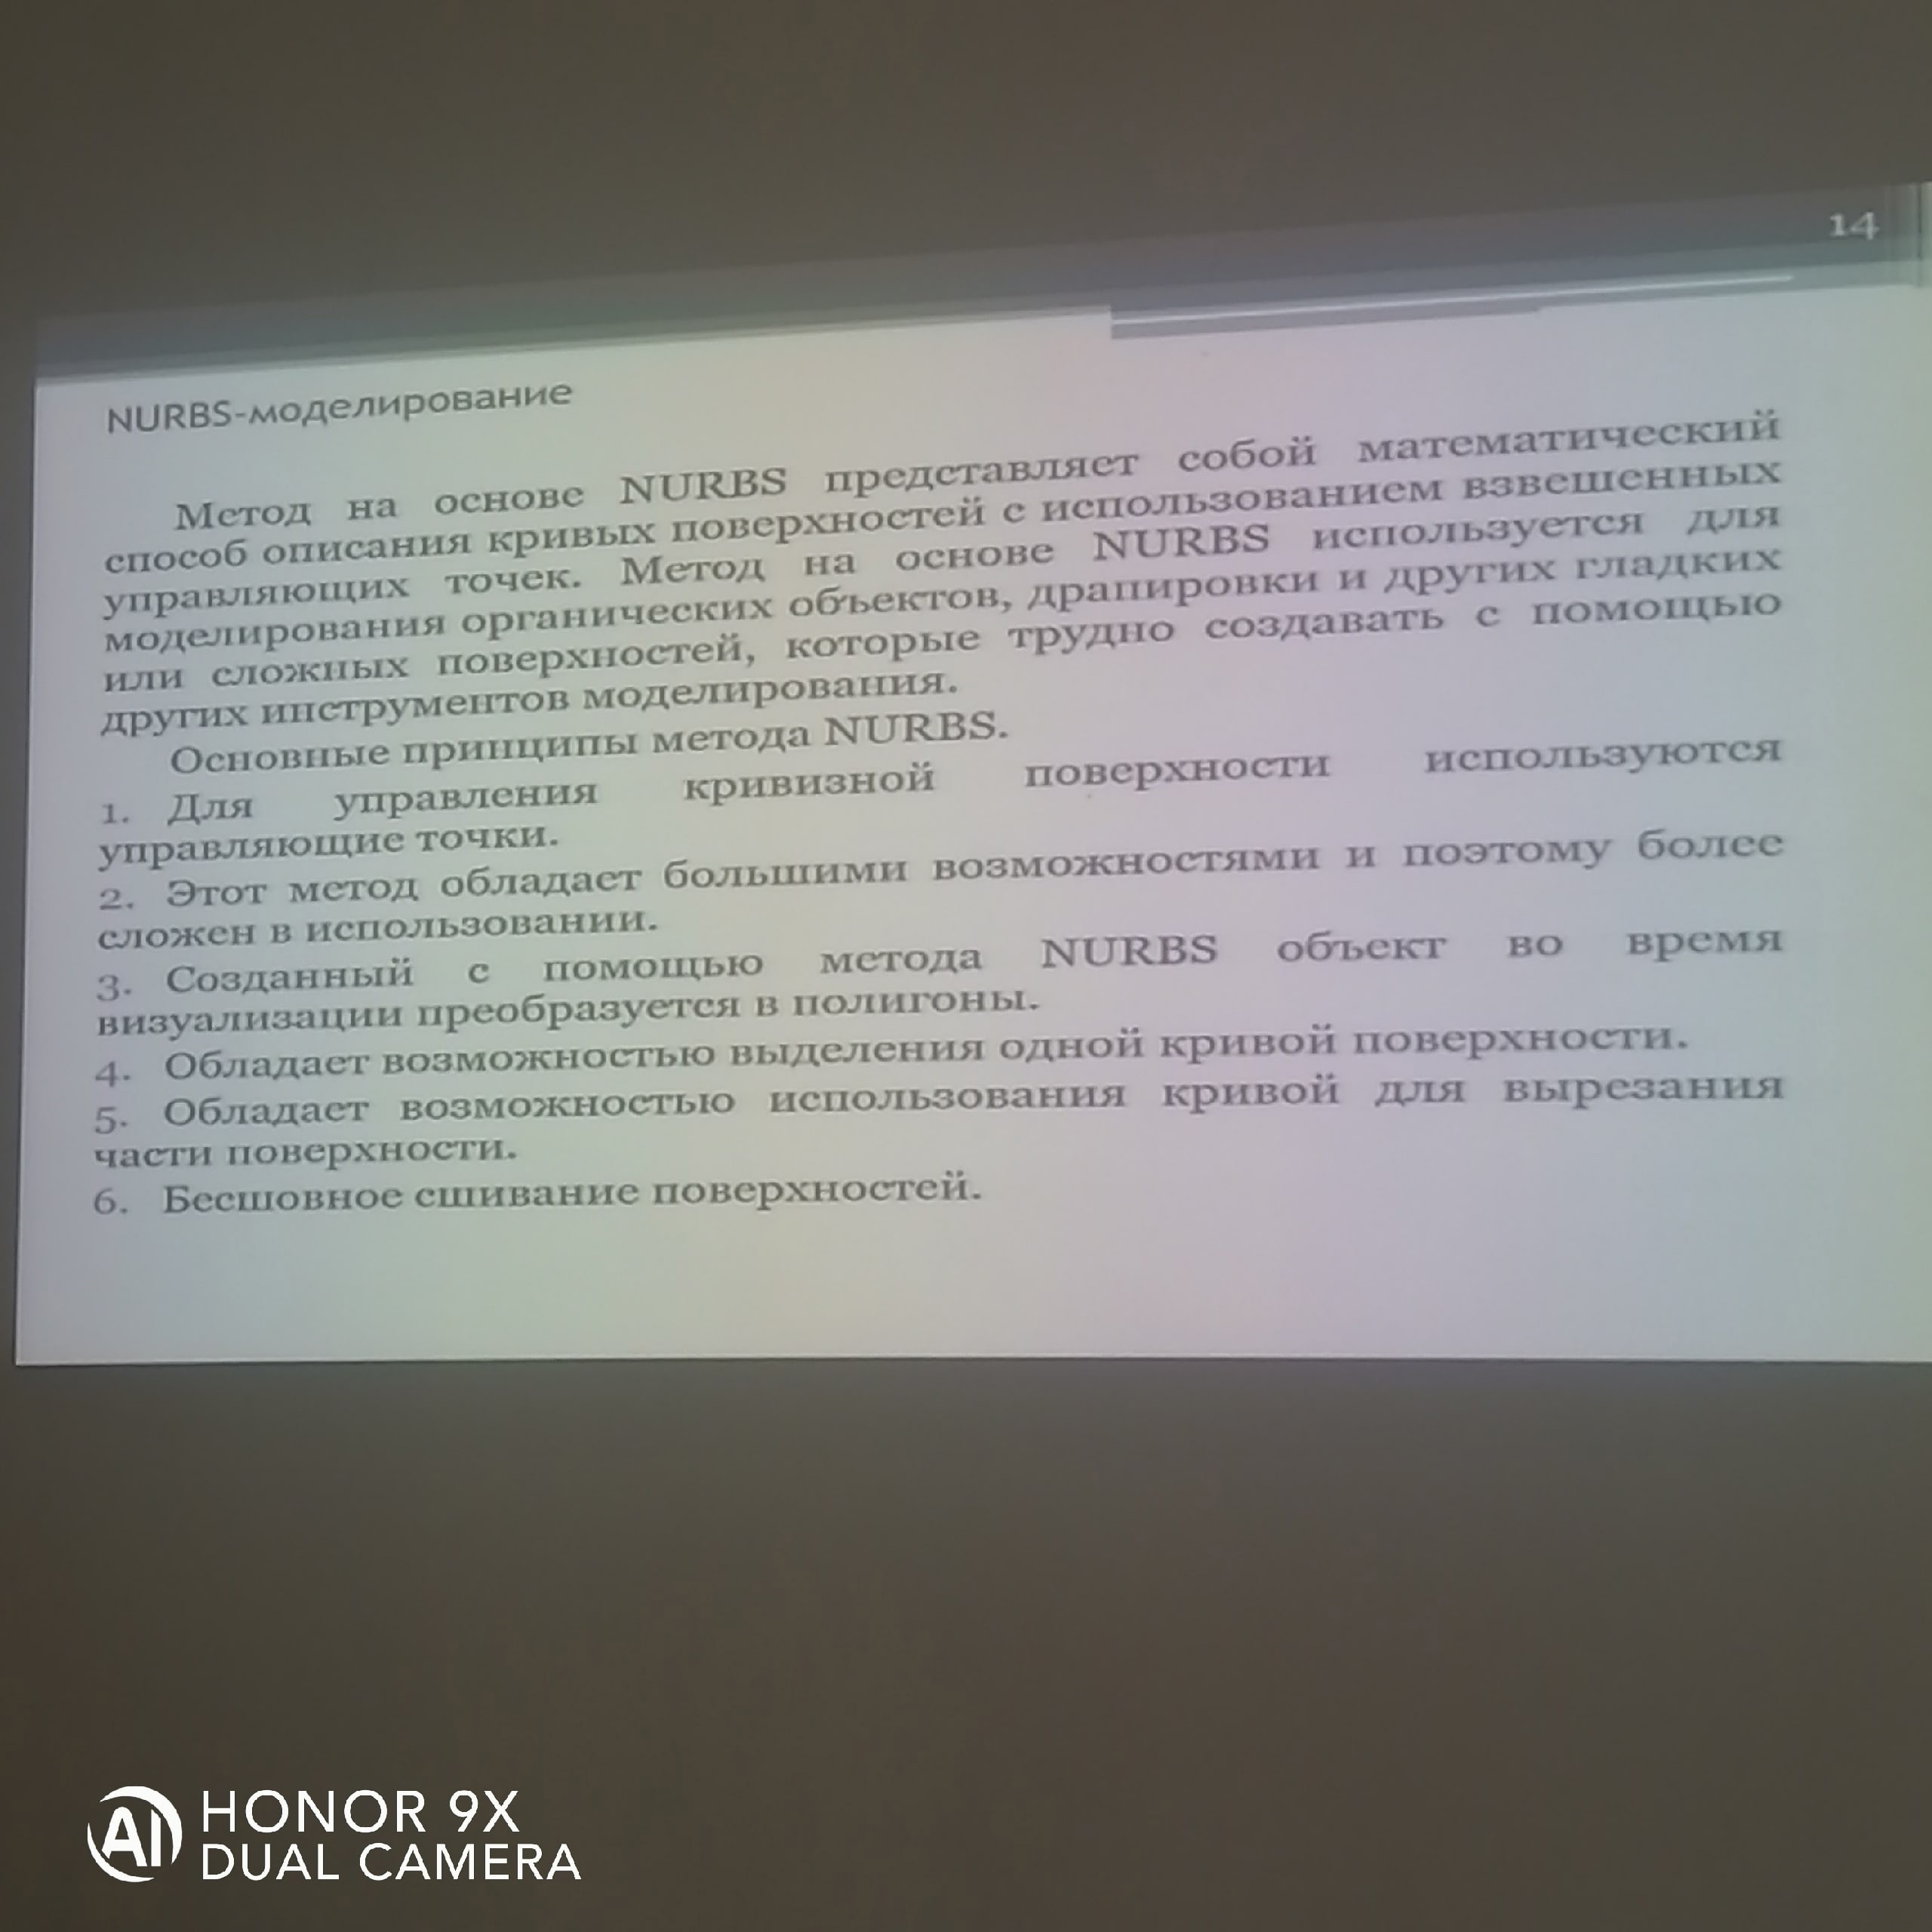 14
NURBS-моделирование
Метод на основе NURBS представляет собой математический
способ описания кривых поверхностей с использованием взвешенных
управляющих точек. Метод на основе NURBS используется для
моделирования органических объектов, драпировки и других гладких
или сложных поверхностей, которые трудно создавать с помощью
других инструментов моделирования.
Основные принципы метода NURBS.
1. Для управления кривизной поверхности используются
управляющие точки.
2. Этот метод обладает большими возможностями и поэтому более
сложен в использовании.
3. Созданный с помощью метода NURBS объект во время
визуализации преобразуется в полигоны.
4. Обладает возможностью выделения одной кривой поверхности.
5. Обладает возможностью использования кривой для вырезания
части поверхности.
6. Бесшовное сшивание поверхностей.
AI HONOR 9X
DUAL CAMERA